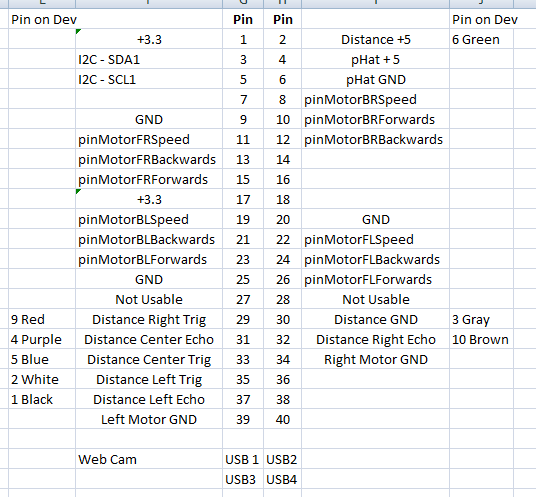 E F G H I J
Pin on Dev Pin Pin Pin on Dev
+3.3 1 2 Distance +5 6 Green
I2C - SDA1 3 4 pHat + 5
I2C - SCL1 5 6 pHat GND
7 8 pinMotorBRSpeed
GND 9 10 pinMotorBRForwards
pinMotorFRSpeed 11 12 pinMotorBRBackwards
pinMotorFRBackwards 13 14
pinMotorFRForwards 15 16
+3.3 17 18
pinMotorBLSpeed 19 20 GND
pinMotorBLBackwards 21 22 pinMotorFLSpeed
pinMotorBLForwards 23 24 pinMotorFLBackwards
GND 25 26 pinMotorFLForwards
Not Usable 27 28 Not Usable
9 Red Distance Right Trig 29 30 Distance GND 3 Gray
4 Purple Distance Center Echo 31 32 Distance Right Echo 10 Brown
5 Blue Distance Center Trig 33 34 Right Motor GND
2 White Distance Left Trig 35 36
1 Black Distance Left Echo 37 38
Left Motor GND 39 40
Web Cam USB 1 USB2
USB3 USB4